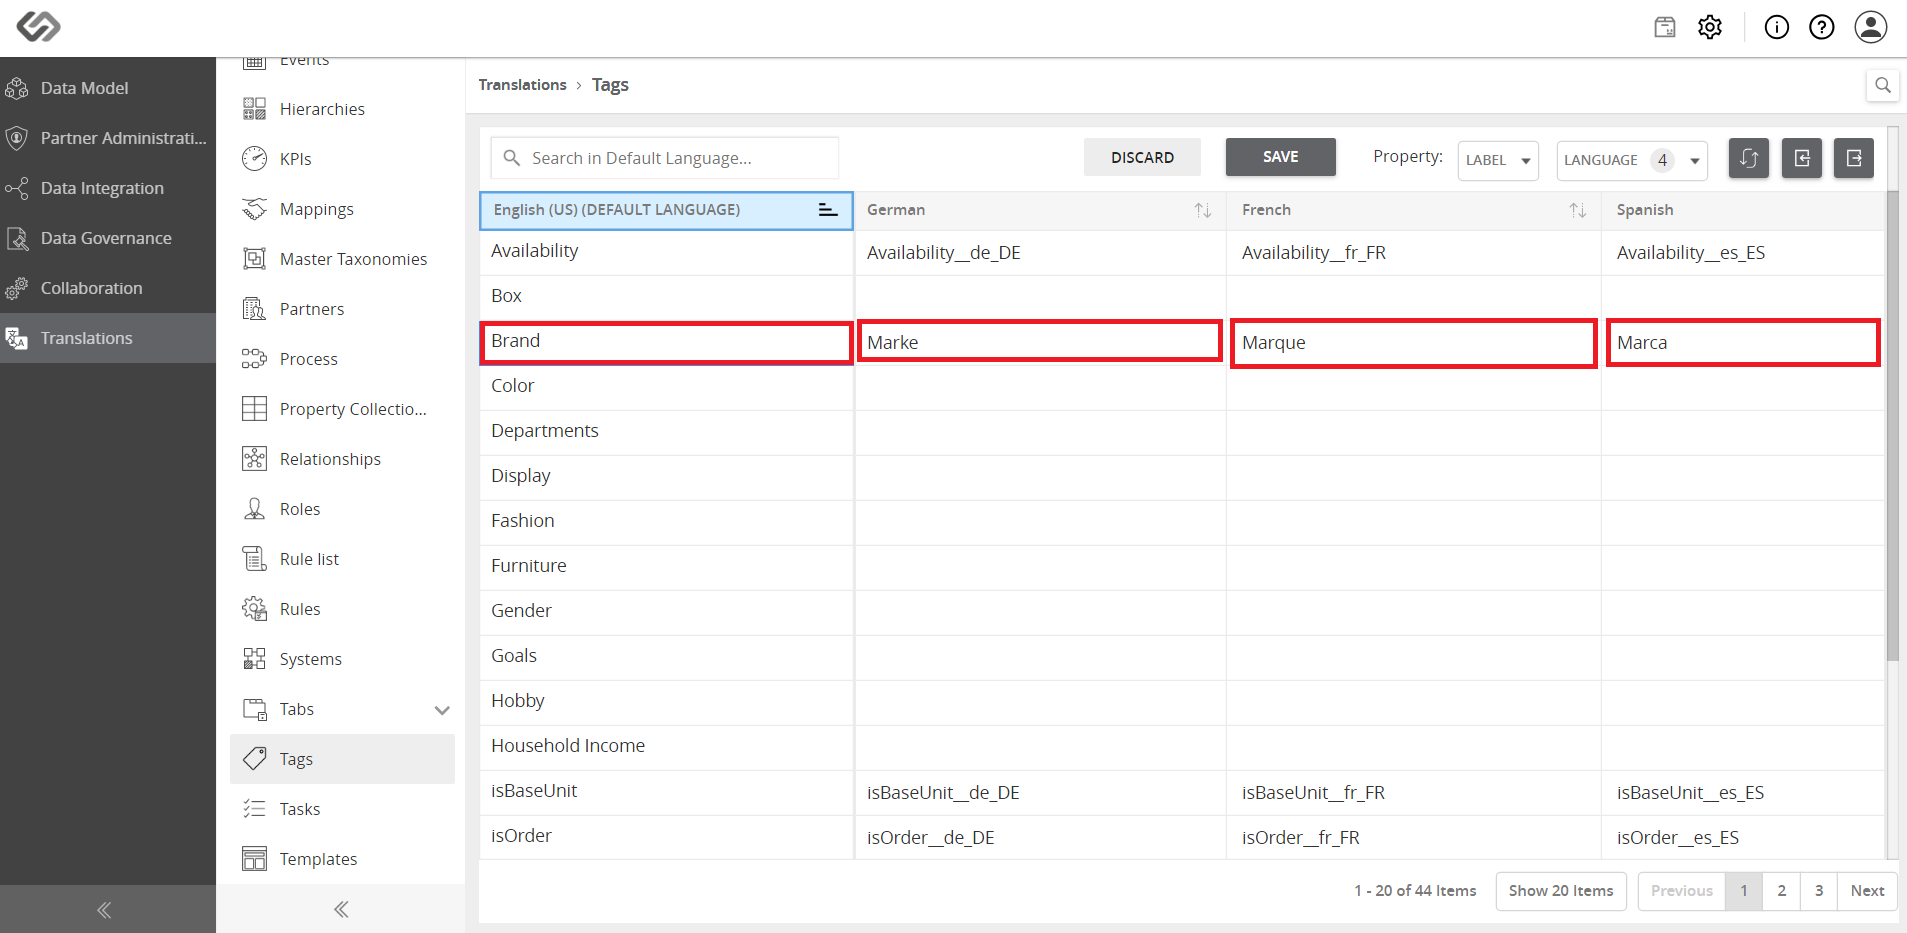 Data Model
Partner Administrati...
Data Integration
Data Governance
Collaboration
Translations
Events
Hierarchies
KPIs
Mappings
Master Taxonomies
Partners
Process
Property Collectio...
Relationships
Roles
Rule list
Rules
Systems
Tabs
Tags
Tasks
Templates
Translations › Tags
Search in Default Language... DISCARD SAVE Property: LABEL LANGUAGE 4
English (US) (DEFAULT LANGUAGE) German French Spanish
Availability Availability__de_DE Availability__fr_FR Availability__es_ES
Box
Brand Marke Marque Marca
Color
Departments
Display
Fashion
Furniture
Gender
Goals
Hobby
Household Income
isBaseUnit isBaseUnit__de_DE isBaseUnit__fr_FR isBaseUnit__es_ES
isOrder isOrder__de_DE isOrder__fr_FR isOrder__es_ES
1 - 20 of 44 Items Show 20 Items Previous 1 2 3 Next